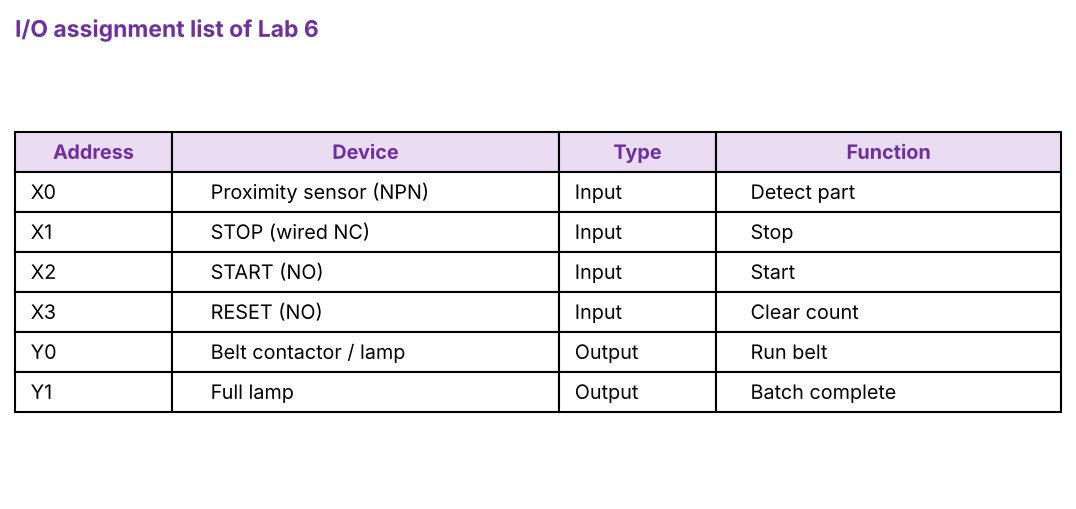 I/O assignment list of Lab 6
Address Device Type Function
X0 Proximity sensor (NPN) Input Detect part
X1 STOP (wired NC) Input Stop
X2 START (NO) Input Start
X3 RESET (NO) Input Clear count
Y0 Belt contactor / lamp Output Run belt
Y1 Full lamp Output Batch complete